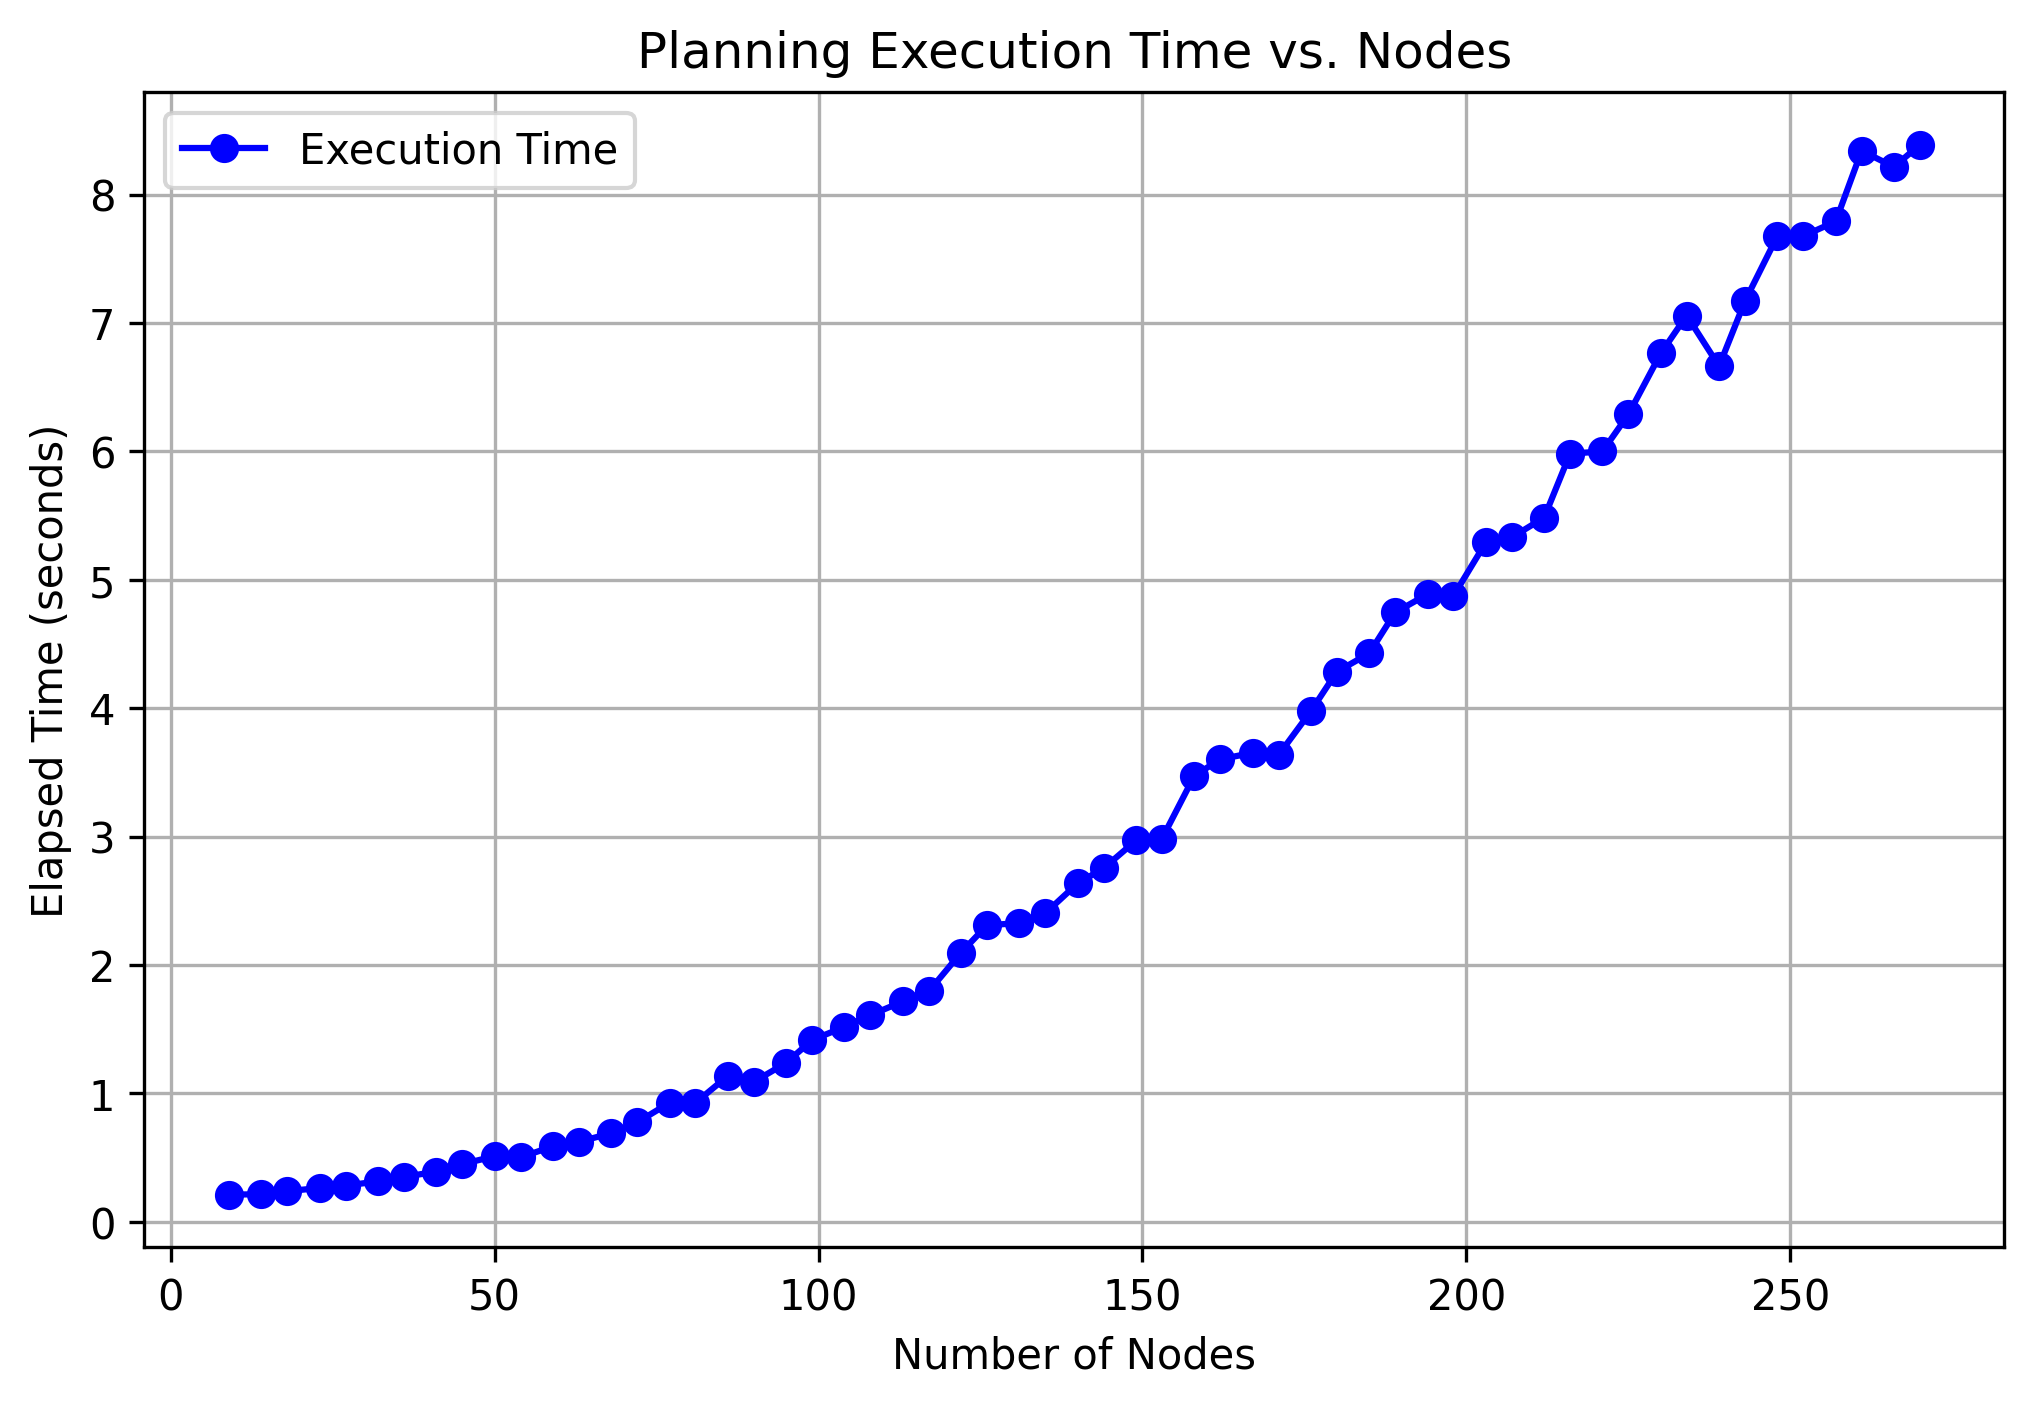 Planning Execution Time vs. Nodes
Execution Time
8
7
6
5
4
3
2
1
0
Elapsed Time (seconds)
0 50 100 150 200 250
Number of Nodes